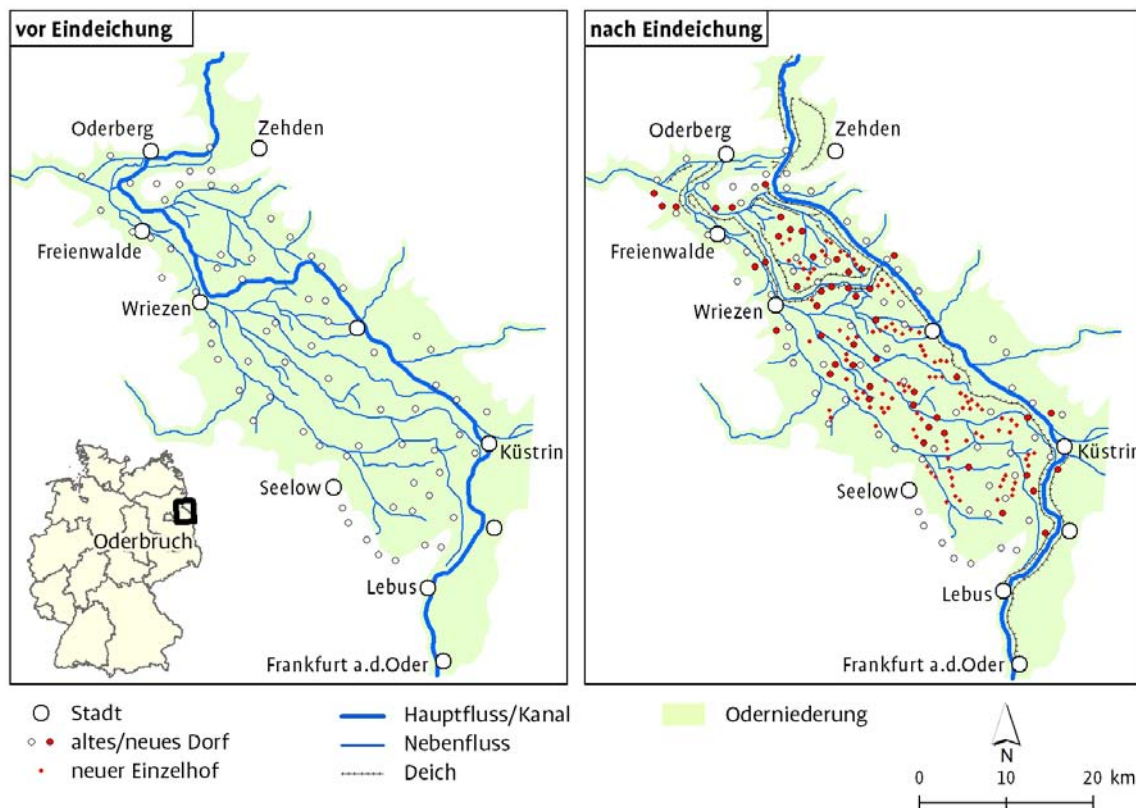 vor Eindeichung
Oderberg
Zehden
Freienwalde
Wriezen
Küstrin
Seelow
Oderbruch
Lebus
Frankfurt a.d.Oder
nach Eindeichung
Oderberg
Zehden
Freienwalde
Wriezen
Küstrin
Seelow
Lebus
Frankfurt a.d.Oder
Stadt
altes/neues Dorf
neuer Einzelhof
Hauptfluss/Kanal
Nebenfluss
Deich
Oderniederung
N
0 10 20 km